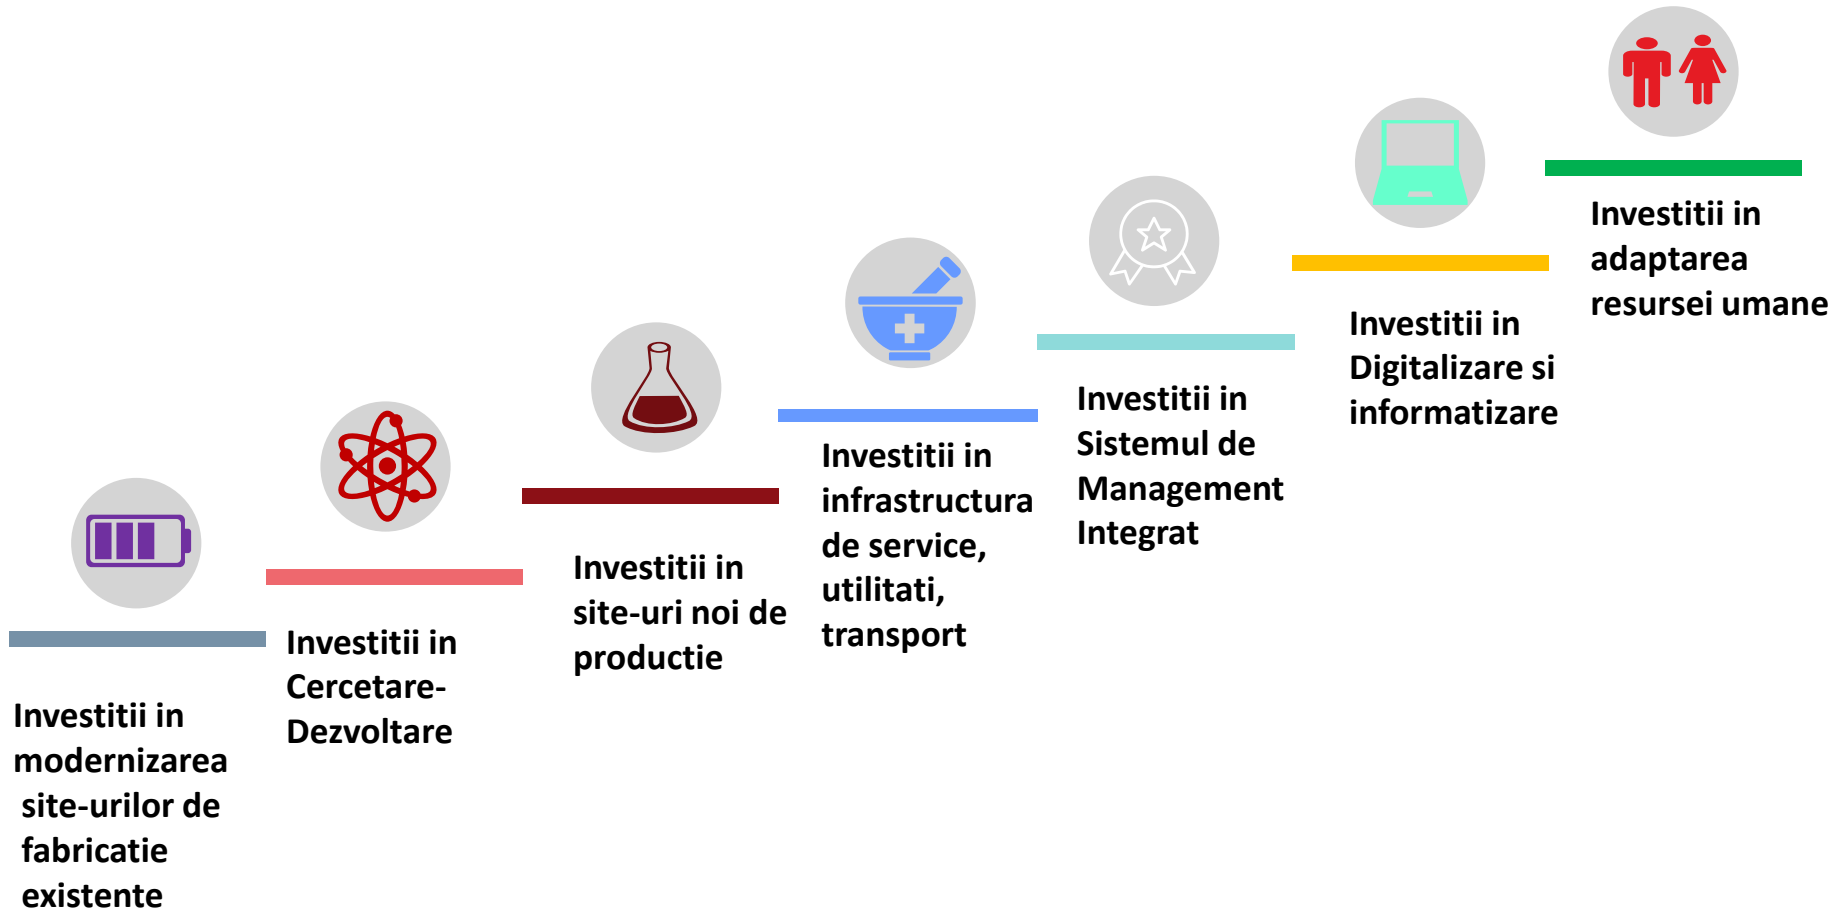 Investitii in
modernizarea
site-urilor de
fabricatie
existente
Investitii in
Cercetare-
Dezvoltare
Investitii in
site-uri noi de
productie
Investitii in
infrastructura
de service,
utilitati,
transport
Investitii in
Sistemul de
Management
Integrat
Investitii in
Digitalizare si
informatizare
Investitii in
adaptarea
resursei umane